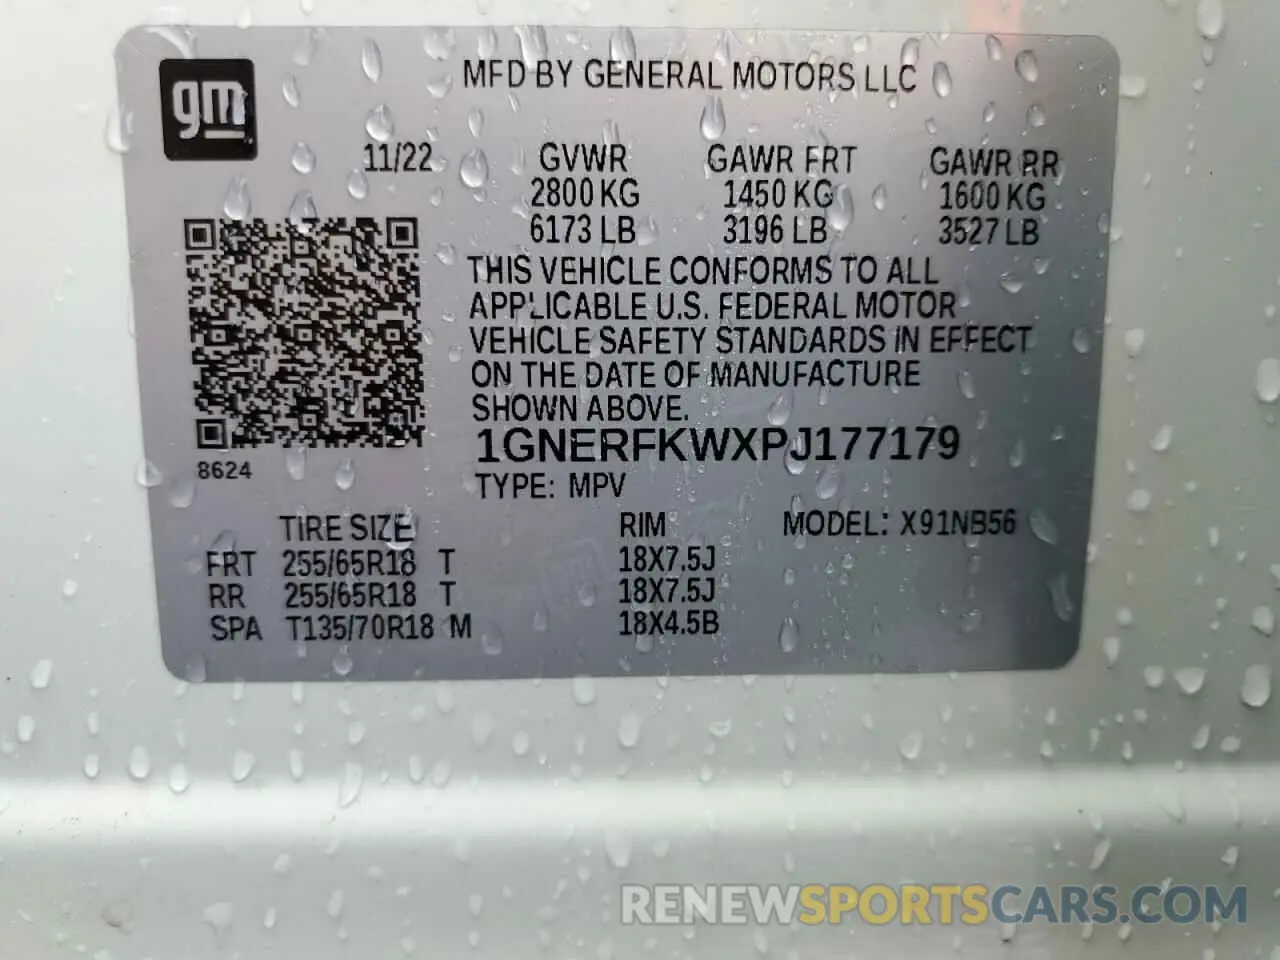 MFD BY GENERAL MOTORS LLC
gm
11/22 GVWR GAWR FRT GAWR RR
2800 KG 1450 KG 1600 KG
6173 LB 3196 LB 3527 LB
THIS VEHICLE CONFORMS TO ALL
APPLICABLE U.S. FEDERAL MOTOR
VEHICLE SAFETY STANDARDS IN EFFECT
ON THE DATE OF MANUFACTURE
SHOWN ABOVE.
1GNERFKWXPJ177179
8624
TYPE: MPV
TIRE SIZE RIM MODEL: X91NB56
FRT 255/65R18 T 18X7.5J
RR 255/65R18 T 18X7.5J
SPA T135/70R18 M 18X4.5B
RENEWSPORTSCARS.COM